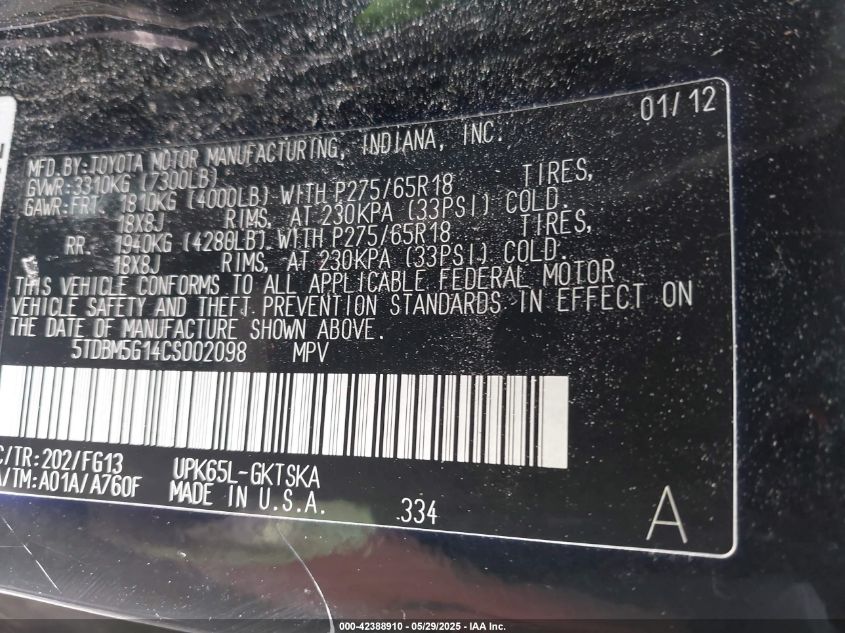 01/12
MFD.BY:TOYOTA MOTOR MANUFACTURING, INDIANA, INC.
GVWR:3310KG (7300LB)
GAWR:FRT. 1810KG (4000LB) WITH P275/65R18 TIRES,
18X8J RIMS, AT 230KPA (33PSI) COLD.
RR. 1940KG (4280LB) WITH P275/65R18 TIRES,
18X8J RIMS, AT 230KPA (33PSI) COLD.
THIS VEHICLE CONFORMS TO ALL APPLICABLE FEDERAL MOTOR
VEHICLE SAFETY AND THEFT PREVENTION STANDARDS IN EFFECT ON
THE DATE OF MANUFACTURE SHOWN ABOVE.
5TDBM5G14CS002098 MPV
C/TR:202/FG13 UPK65L-GKTSKA
A/TM:A01A/A760F MADE IN U.S.A. 334
A
000-42388910 - 05/29/2025 - IAA Inc.